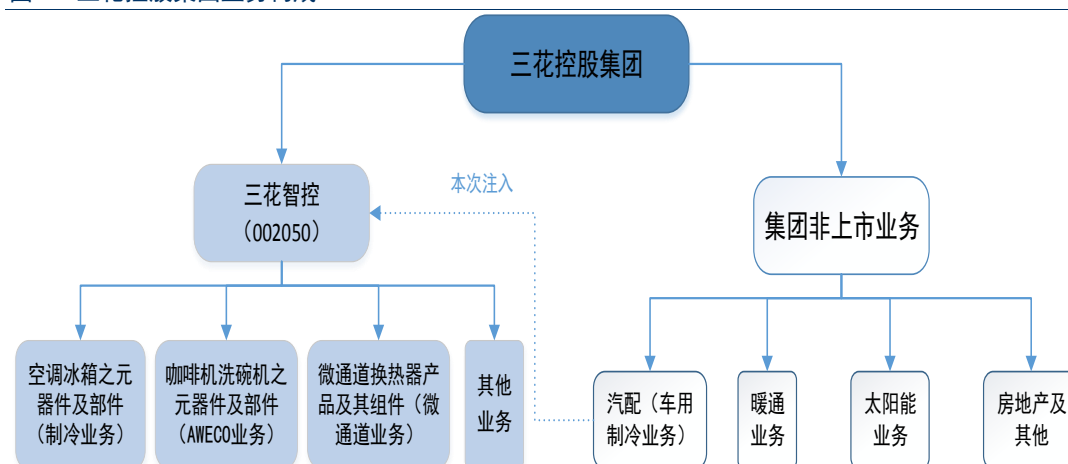 三花控股集团
三花智控
（002050）
本次注入
集团非上市业务
空调冰箱之元
器件及部件
（制冷业务）
咖啡机洗碗机之
元器件及部件
（AWECO业务）
微通道换热器产
品及其组件（微
通道业务）
其他
业务
汽配（车用
制冷业务）
暖通
业务
太阳能
业务
房地产及
其他